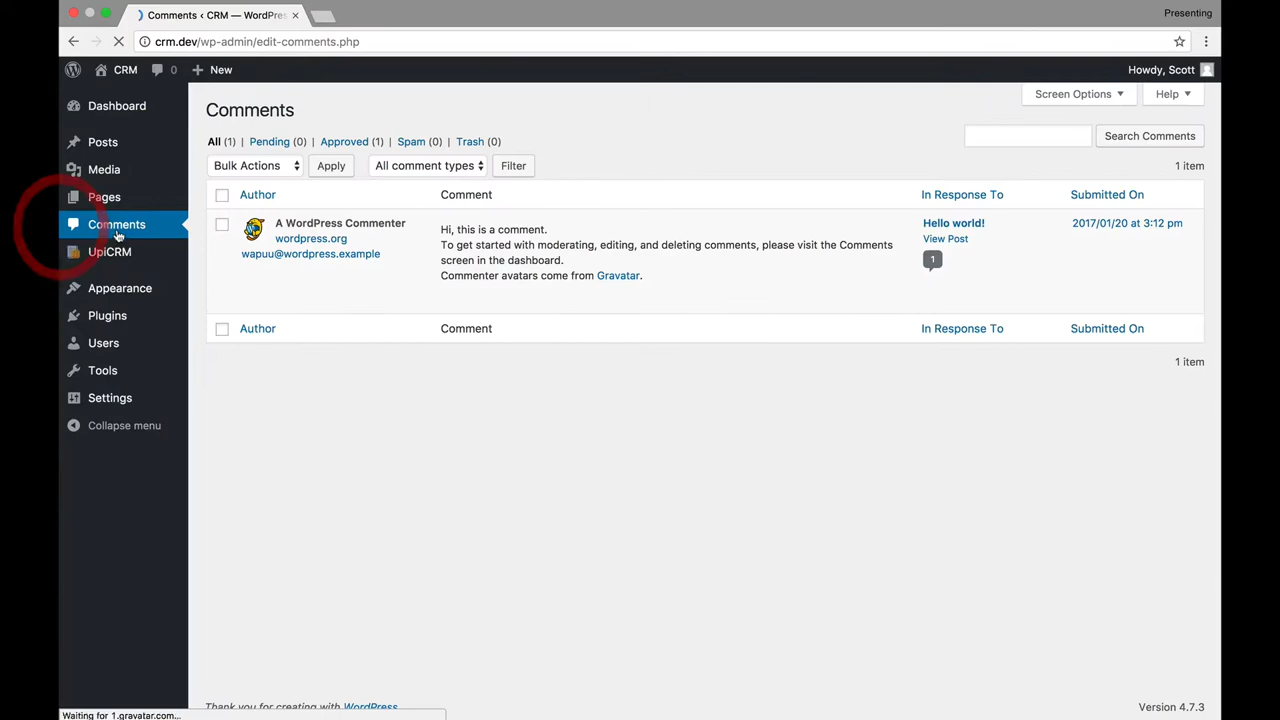 Comments ‹ CRM — WordPres
Presenting
crm.dev/wp-admin/edit-comments.php
CRM 0 New
Howdy, Scott
Dashboard
Posts
Media
Pages
Comments
UpiCRM
Appearance
Plugins
Users
Tools
Settings
Collapse menu
Screen Options Help
Comments
All (1) | Pending (0) | Approved (1) | Spam (0) | Trash (0)
Search Comments
Bulk Actions Apply All comment types Filter
1 item
Author Comment In Response To Submitted On
A WordPress Commenter
wordpress.org
wapuu@wordpress.example
Hi, this is a comment.
To get started with moderating, editing, and deleting comments, please visit the Comments
screen in the dashboard.
Commenter avatars come from Gravatar.
Hello world!
View Post
1
2017/01/20 at 3:12 pm
Author Comment In Response To Submitted On
1 item
Thank you for creating with WordPress
Version 4.7.3
Waiting for 1.gravatar.com...